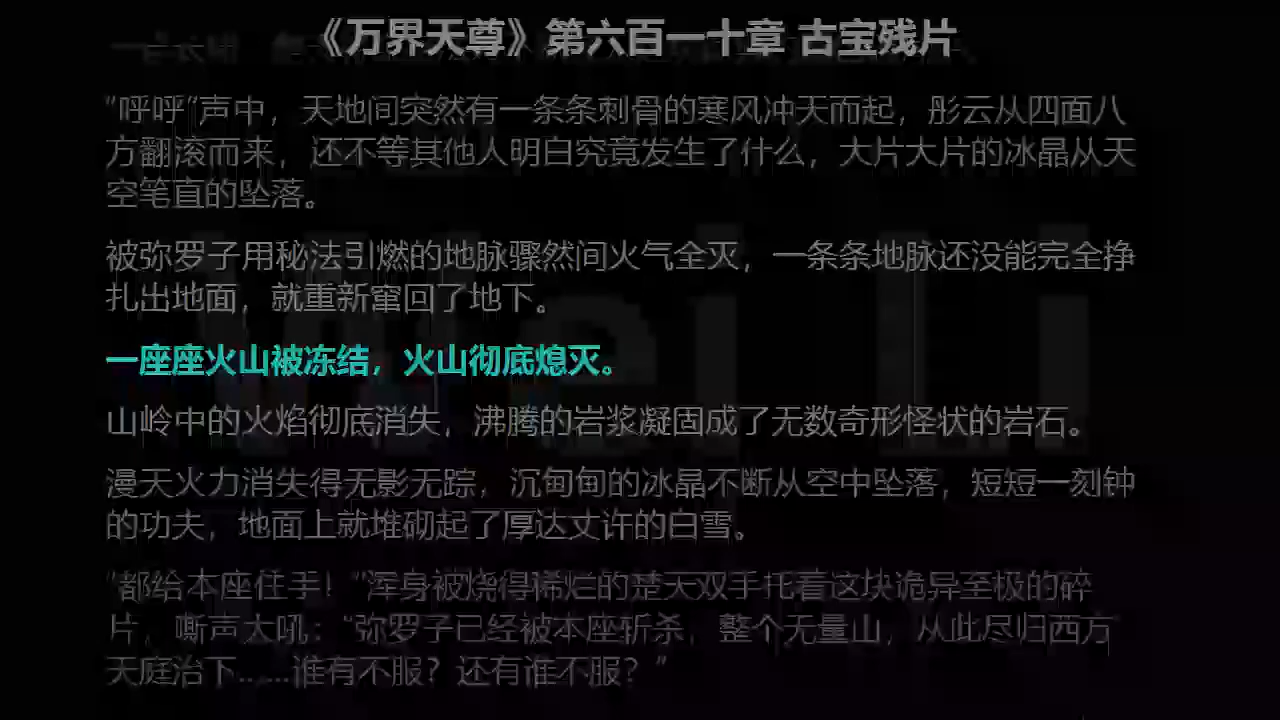 《万界天尊》第六百一十章 古宝残片
“呼呼”声中，天地间突然有一条条刺骨的寒风冲天而起，彤云从四面八
方翻滚而来，还不等其他人明白究竟发生了什么，大片大片的冰晶从天
空笔直的坠落。
被弥罗子用秘法引燃的地脉骤然间火气全灭，一条条地脉还没能完全挣
扎出地面，就重新窜回了地下。
一座座火山被冻结，火山彻底熄灭。
山岭中的火焰彻底消失，沸腾的岩浆凝固成了无数奇形怪状的岩石。
漫天火力消失得无影无踪，沉甸甸的冰晶不断从空中坠落，短短一刻钟
的功夫，地面上就堆砌起了厚达丈许的白雪。
“都给本座住手！”浑身被烧得稀烂的楚天双手托着这块诡异至极的碎
片，嘶声大吼：“弥罗子已经被本座斩杀，整个无量山，从此尽归西方
天庭治下……谁有不服？还有谁不服？”
Wei Li